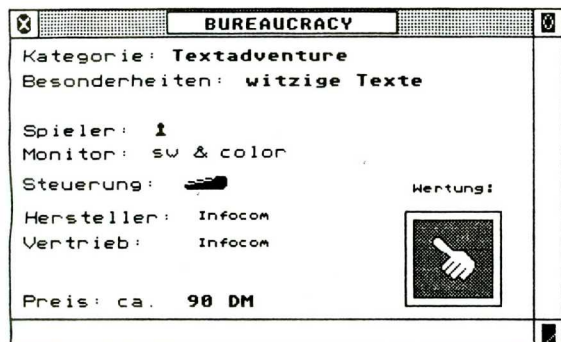 BUREAUCRACY
Kategorie: Textadventure
Besonderheiten: witzige Texte
Spieler:
Monitor: sw & color
Steuerung:
Wertung:
Hersteller: Infocom
Vertrieb: Infocom
Preis: ca. 90 DM